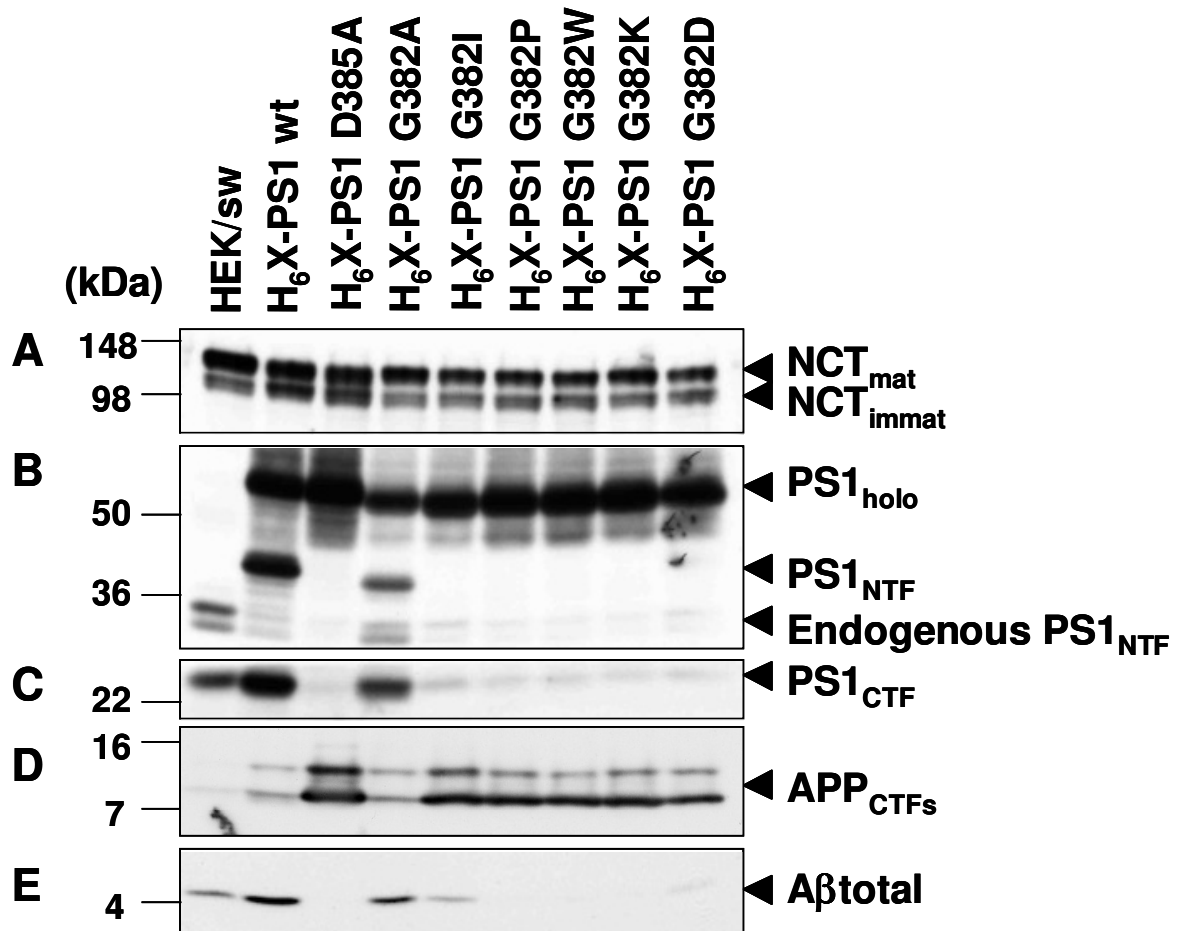 HEK/sw
H6X-PS1 wt
H6X-PS1 D385A
H6X-PS1 G382A
H6X-PS1 G382I
H6X-PS1 G382P
H6X-PS1 G382W
H6X-PS1 G382K
H6X-PS1 G382D
(kDa)
A
148
98
NCTmat
NCTimmat
B
50
36
PS1holo
PS1NTF
Endogenous PS1NTF
C
22
PS1CTF
D
16
7
APPCTFs
E
4
Aβtotal